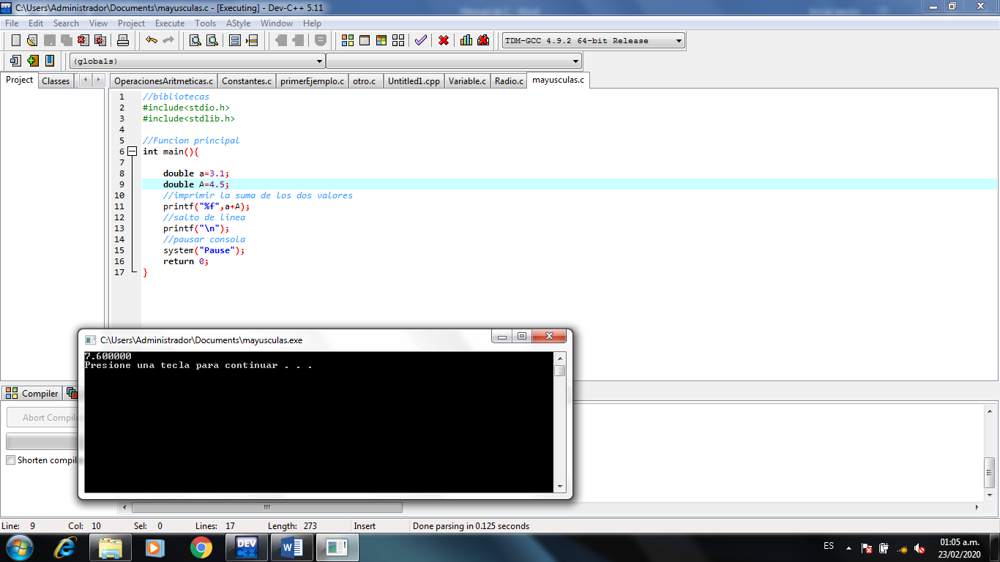 C:\Users\Administrador\Documents\mayusculas.c - [Executing] - Dev-C++ 5.11
File Edit Search View Project Execute Tools AStyle Window Help
TDM-GCC 4.9.2 64-bit Release
(globals)
Project Classes
OperacionesAritmeticas.c Constantes.c primerEjemplo.c otro.c Untitled1.cpp Variable.c Radio.c mayusculas.c
1 //bibliotecas
2 #include<stdio.h>
3 #include<stdlib.h>
4
5 //Funcion principal
6 int main(){
7
8 double a=3.1;
9 double A=4.5;
10 //imprimir la suma de los dos valores
11 printf("%f",a+A);
12 //salto de linea
13 printf("\n");
14 //pausar consola
15 system("Pause");
16 return 0;
17 }
C:\Users\Administrador\Documents\mayusculas.exe
7.600000
Presione una tecla para continuar . . .
Compiler
Abort Compila
Shorten compil
Line: 9 Col: 10 Sel: 0 Lines: 17 Length: 273 Insert Done parsing in 0.125 seconds
DEV C++
ES
01:05 a.m.
23/02/2020